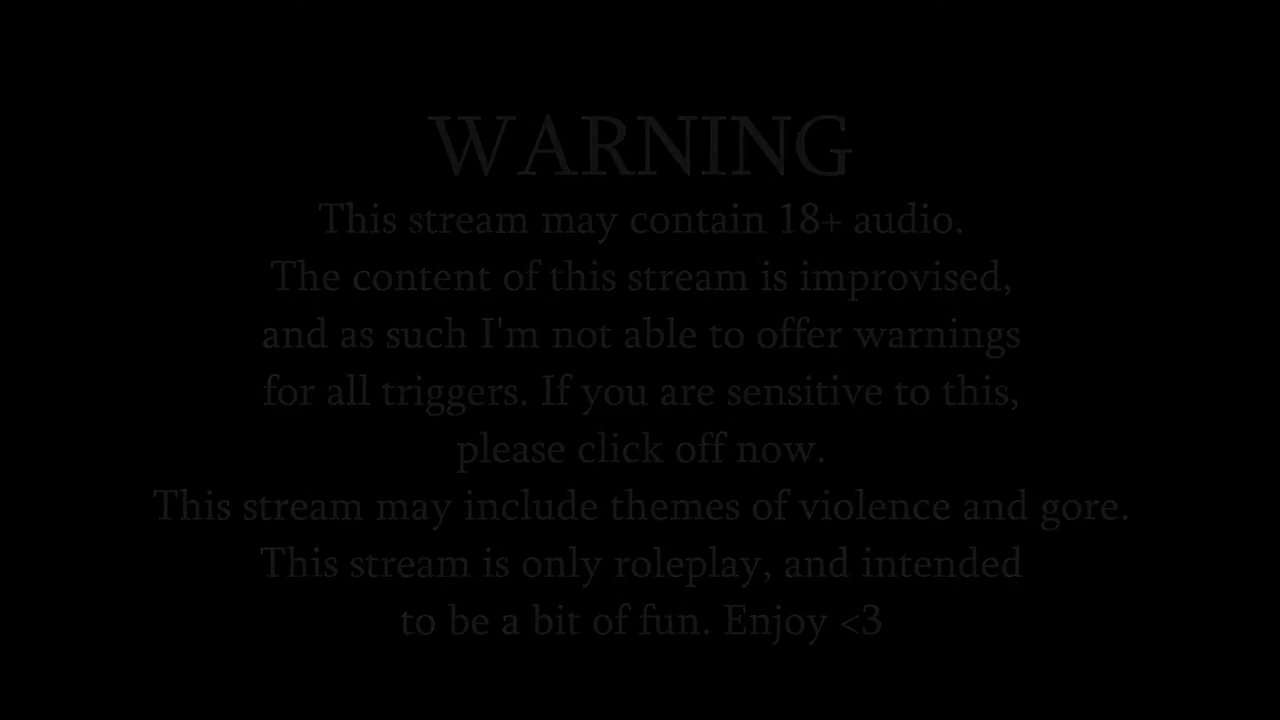 WARNING
This stream may contain 18+ audio.
The content of this stream is improvised,
and as such I'm not able to offer warnings
for all triggers. If you are sensitive to this,
please click off now.
This stream may include themes of violence and gore.
This stream is only roleplay, and intended
to be a bit of fun. Enjoy <3